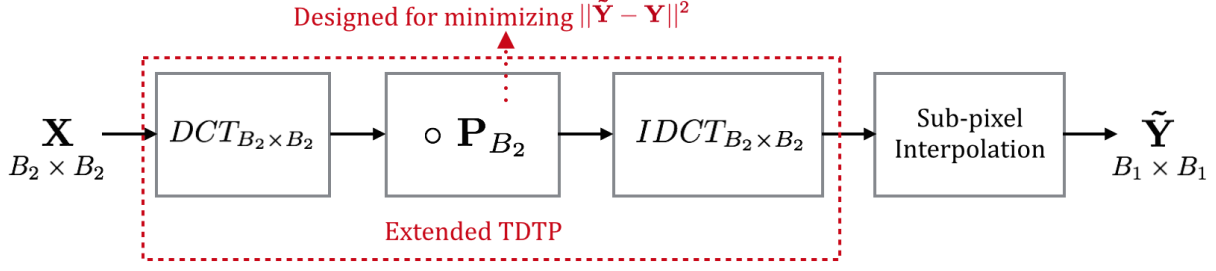 Designed for minimizing ||Ỹ − Y||²
X
B₂ × B₂
DCT_{B₂×B₂}
∘ P_{B₂}
IDCT_{B₂×B₂}
Sub-pixel
Interpolation
Ỹ
B₁ × B₁
Extended TDTP